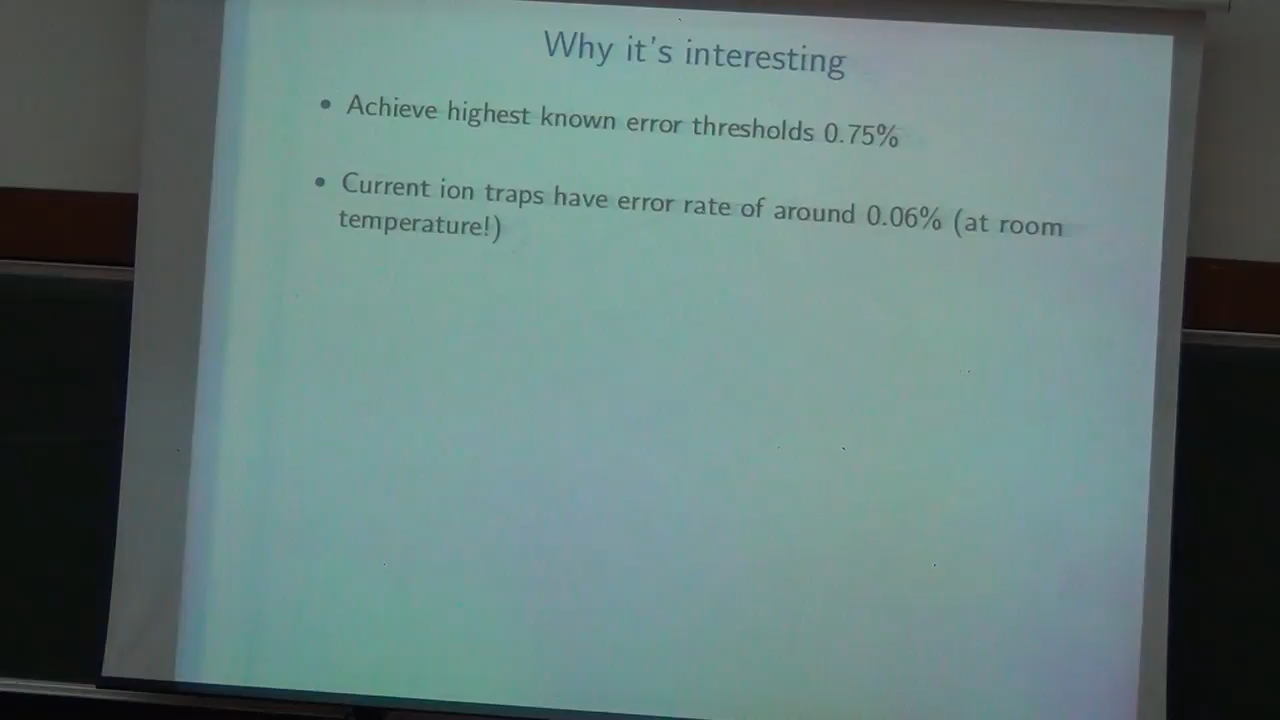 Why it's interesting
• Achieve highest known error thresholds 0.75%
• Current ion traps have error rate of around 0.06% (at room
temperature!)